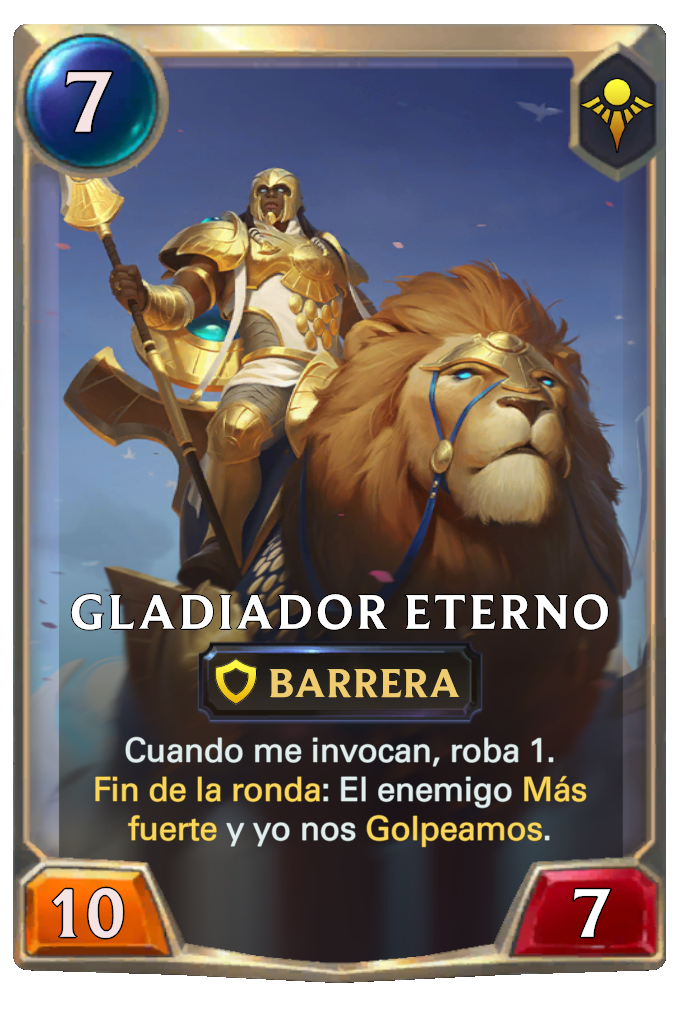 7
GLADIADOR ETERNO
BARRERA
Cuando me invocan, roba 1.
Fin de la ronda: El enemigo Más
fuerte y yo nos Golpeamos.
10
7